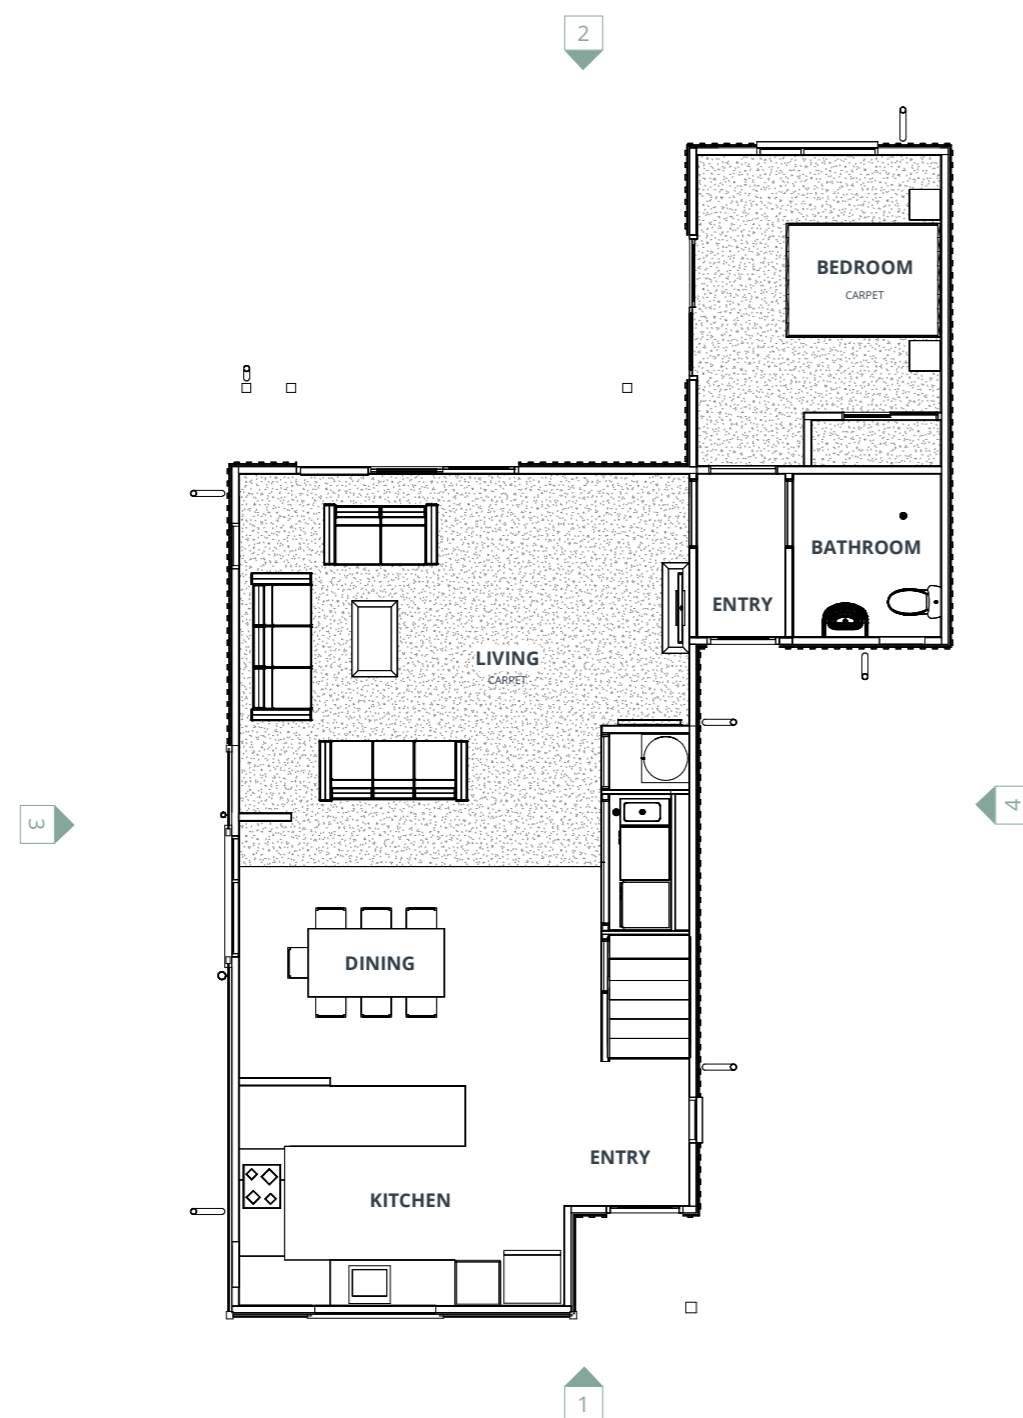 2
BEDROOM
CARPET
BATHROOM
ENTRY
LIVING
CARPET
3
4
DINING
ENTRY
KITCHEN
1